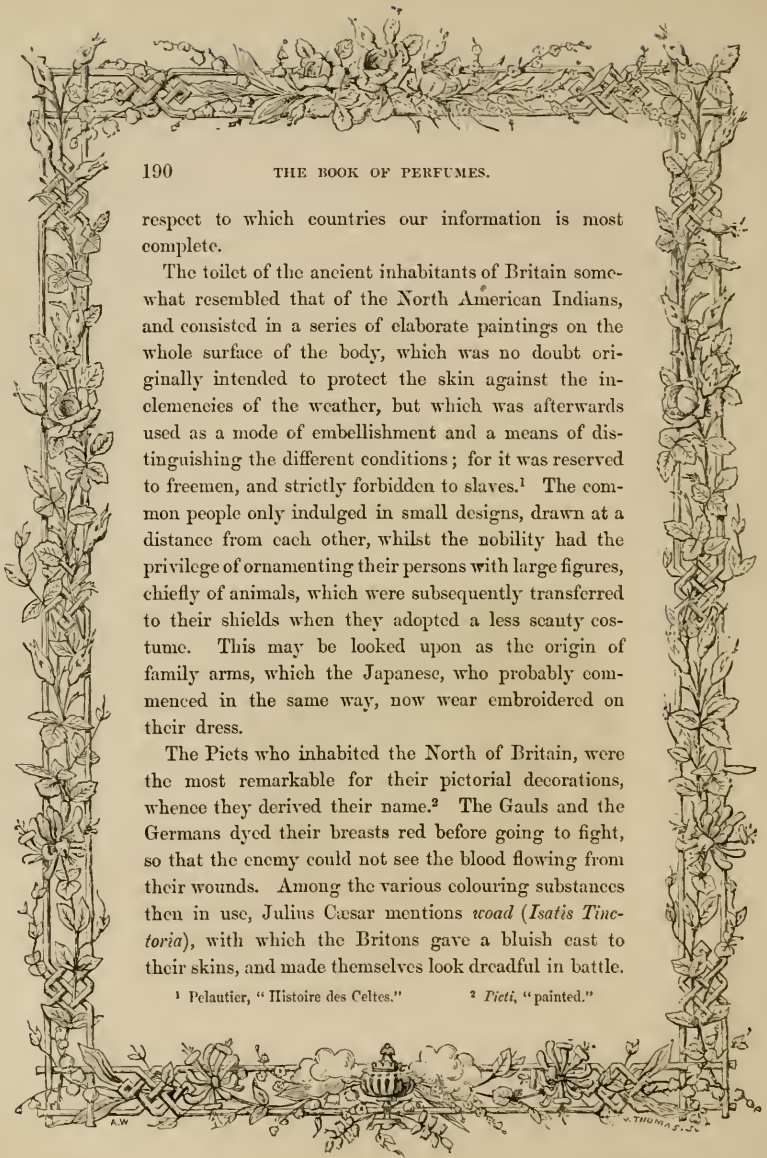 190 THE BOOK OF PERFUMES.
respect to which countries our information is most
complete.
The toilet of the ancient inhabitants of Britain some-
what resembled that of the North American Indians,
and consisted in a series of elaborate paintings on the
whole surface of the body, which was no doubt ori-
ginally intended to protect the skin against the in-
clemencies of the weather, but which was afterwards
used as a mode of embellishment and a means of dis-
tinguishing the different conditions; for it was reserved
to freemen, and strictly forbidden to slaves.¹ The com-
mon people only indulged in small designs, drawn at a
distance from each other, whilst the nobility had the
privilege of ornamenting their persons with large figures,
chiefly of animals, which were subsequently transferred
to their shields when they adopted a less scanty cos-
tume. This may be looked upon as the origin of
family arms, which the Japanese, who probably com-
menced in the same way, now wear embroidered on
their dress.
The Picts who inhabited the North of Britain, were
the most remarkable for their pictorial decorations,
whence they derived their name.² The Gauls and the
Germans dyed their breasts red before going to fight,
so that the enemy could not see the blood flowing from
their wounds. Among the various colouring substances
then in use, Julius Cæsar mentions woad (Isatis Tinc-
toria), with which the Britons gave a bluish cast to
their skins, and made themselves look dreadful in battle.
¹ Pelautier, “Histoire des Celtes.” ² Picti, “painted.”
A.W J. THOMAS. Sc